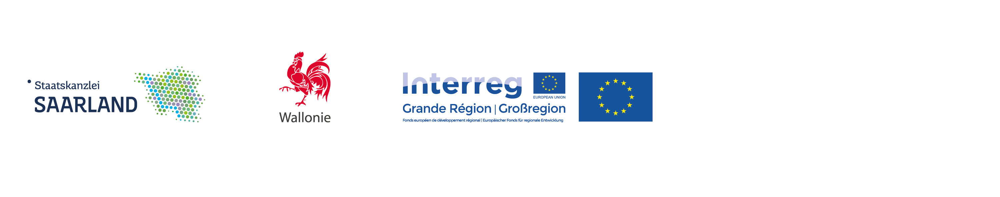 Staatskanzlei
SAARLAND
Wallonie
Interreg
EUROPEAN UNION
Grande Région | Großregion
Fonds européen de développement régional | Europäischer Fonds für regionale Entwicklung